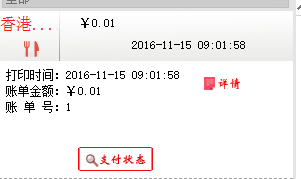 香港... ￥0.01
2016-11-15 09:01:58
打印时间: 2016-11-15 09:01:58
账单金额: ￥0.01
详情
账 单 号: 1
支付状态